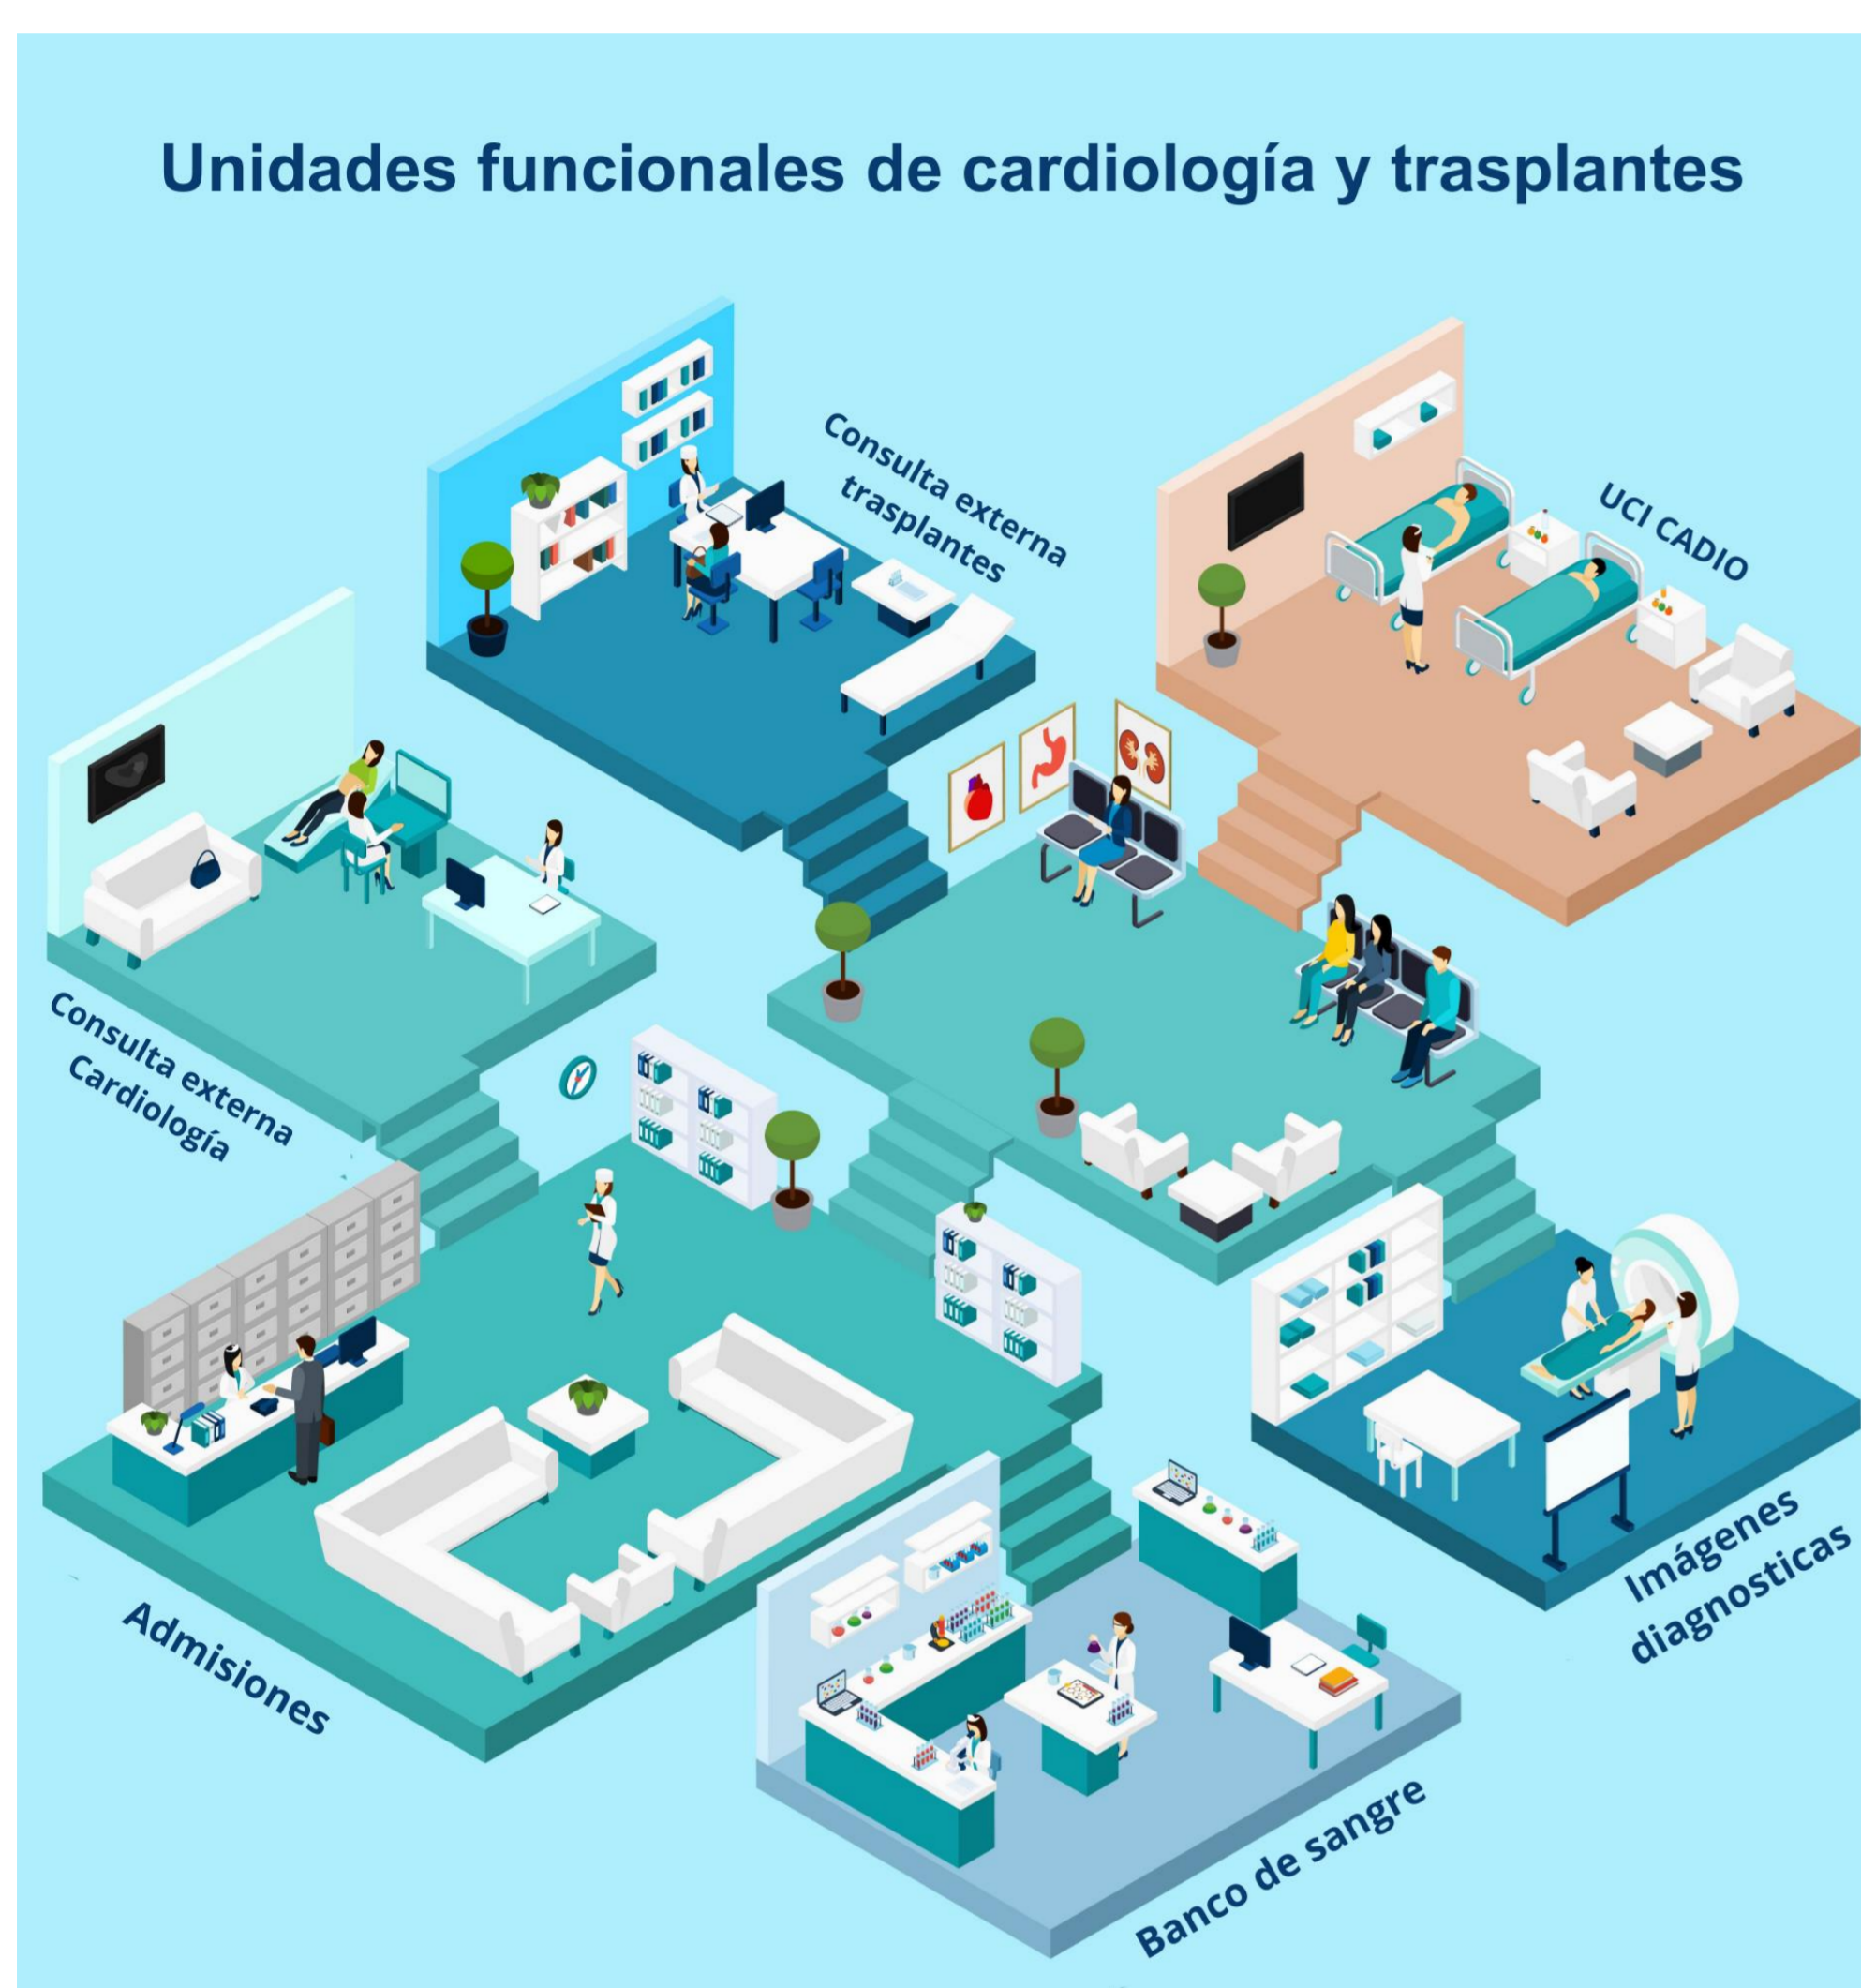 Unidades funcionales de cardiología y trasplantes
Consulta externa
trasplantes
UCI CADIO
Consulta externa
Cardiología
Admisiones
Imágenes
diagnosticas
Banco de sangre